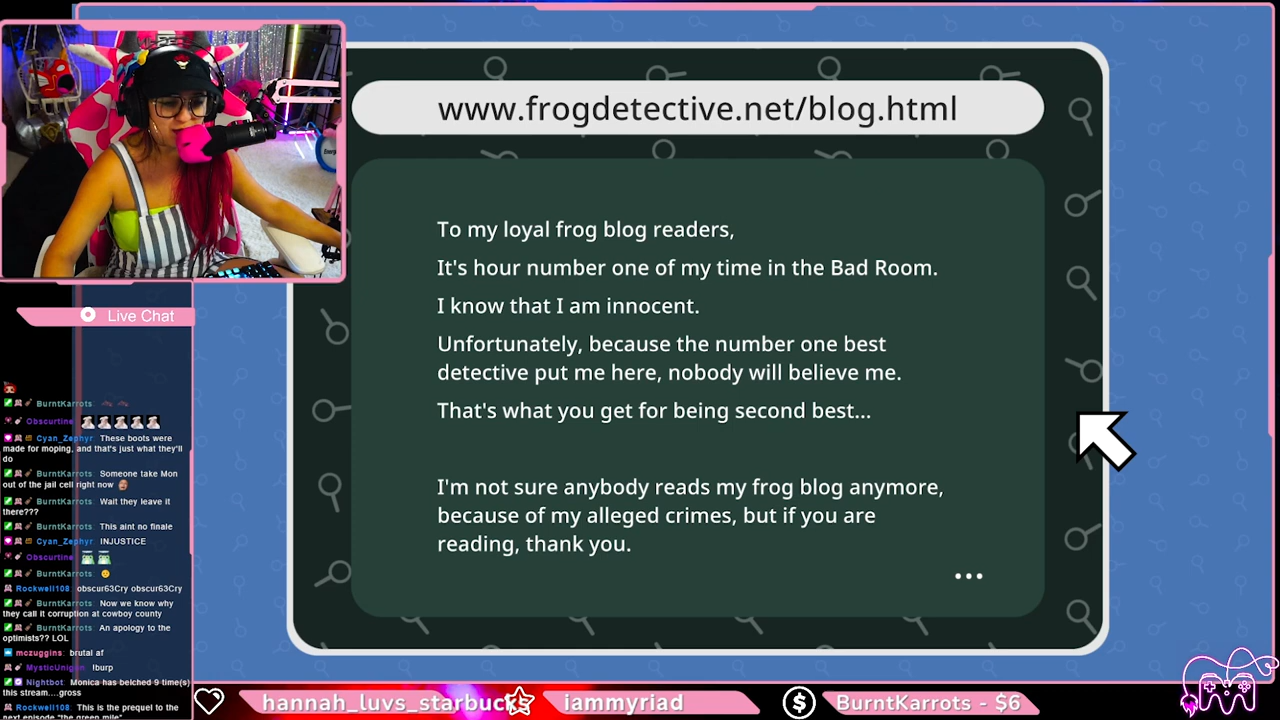 www.frogdetective.net/blog.html
To my loyal frog blog readers,
It's hour number one of my time in the Bad Room.
I know that I am innocent.
Unfortunately, because the number one best
detective put me here, nobody will believe me.
That's what you get for being second best...
I'm not sure anybody reads my frog blog anymore,
because of my alleged crimes, but if you are
reading, thank you.
...
Live Chat
BurntKarrots:
Obscurtine:
Cyan_Zephyr: These boots were
made for moping, and that's just what they'll
do
BurntKarrots: Someone take Mon
out of the jail cell right now
BurntKarrots: Wait they leave it
there???
BurntKarrots: This aint no finale
Cyan_Zephyr: INJUSTICE
Obscurtine:
BurntKarrots:
Rockwell108: obscur63Cry obscur63Cry
BurntKarrots: Now we know why
they call it corruption at cowboy county
BurntKarrots: An apology to the
optimists?? LOL
mczuggins: brutal af
MysticUnigon: !burp
Nightbot: Monica has belched 9 time(s)
this stream....gross
Rockwell108: This is the prequel to the
next episode "the green mile"
hannah_luvs_starbucks
iammyriad
BurntKarrots - $6